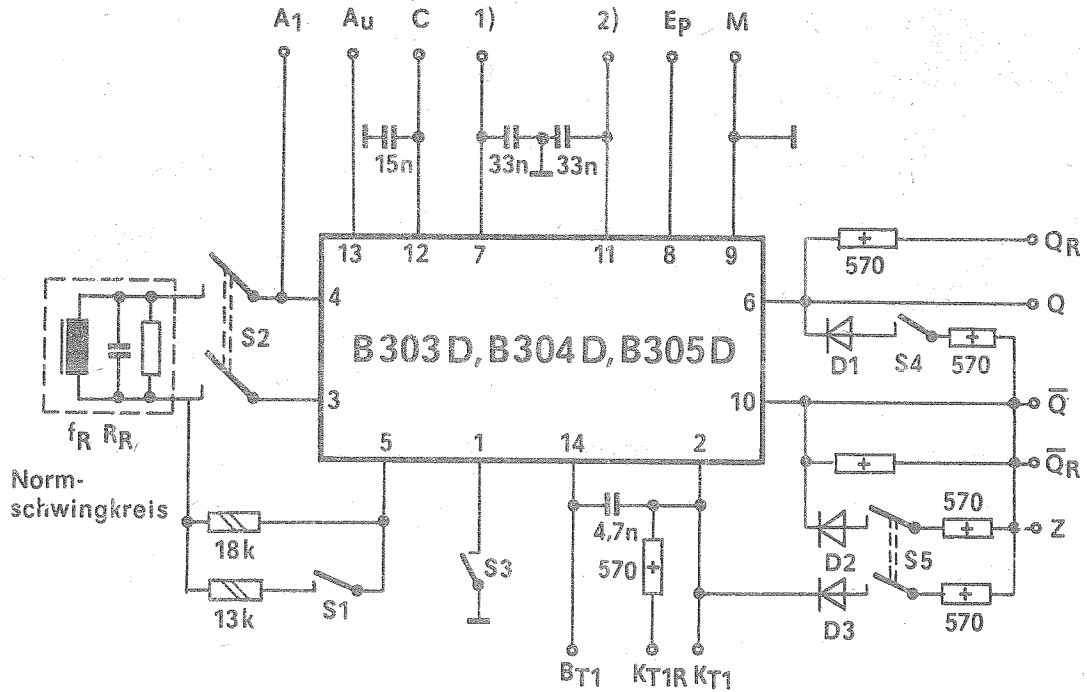 A1 Au C 1) 2) Ep M
15n 33n 33n
13 12 7 11 8 9
QR
570
4 6 Q
S2
B303D, B304D, B305D
D1 S4 570
3 10 Q̅
5 1 14 2
fR RR
Q̅R
Norm-
schwingkreis
570
18k
4,7n
D2 S5 Z
S3
570
13k S1
D3 570
BT1 KT1R KT1